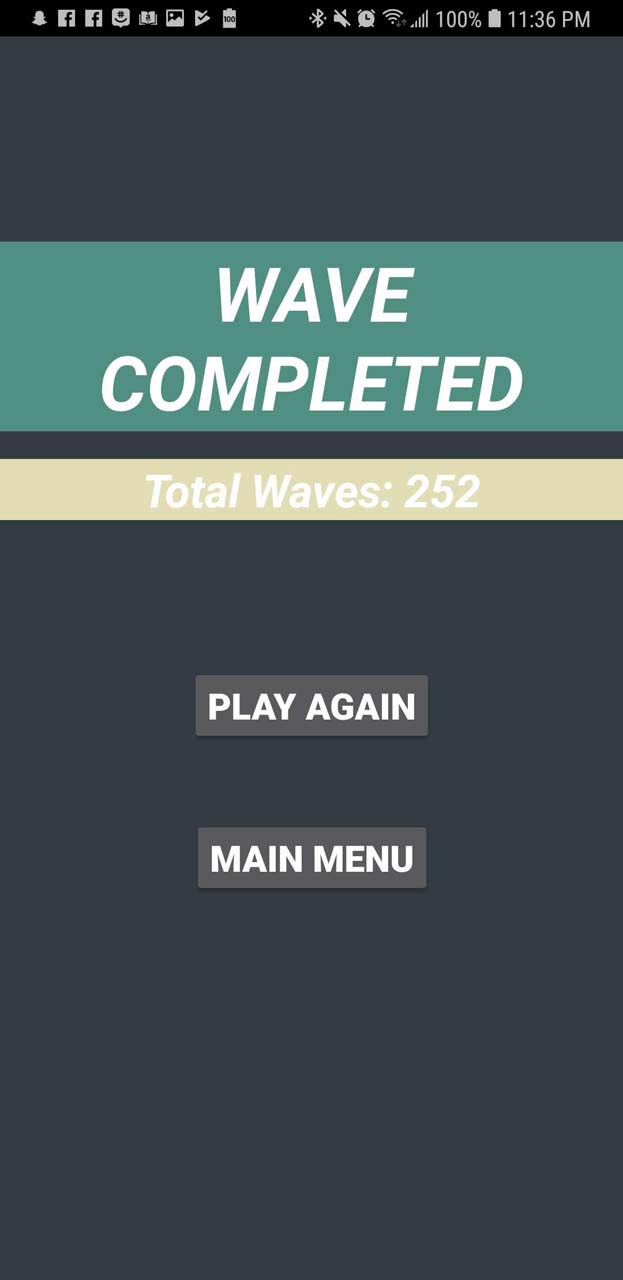 100% 11:36 PM
WAVE
COMPLETED
Total Waves: 252
PLAY AGAIN
MAIN MENU